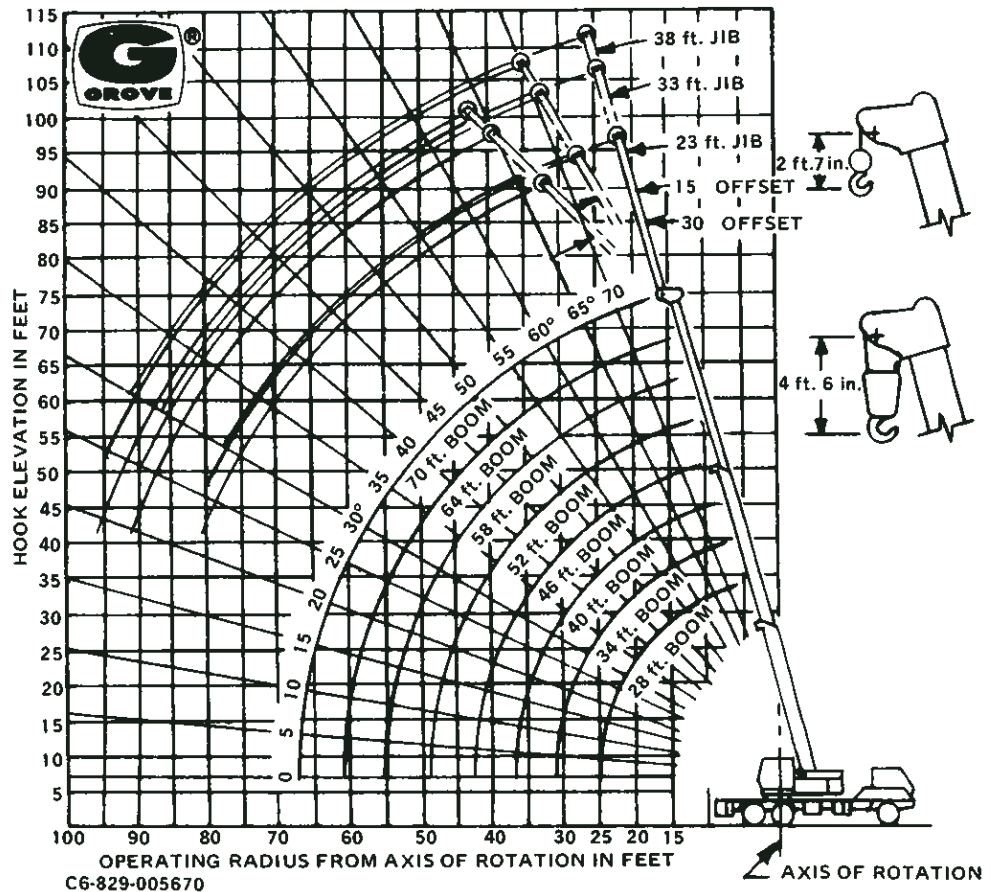 115
110
105
100
95
90
85
80
75
70
65
60
55
50
45
40
35
30
25
20
15
10
5
HOOK ELEVATION IN FEET
G ®
GROVE
38 ft. JIB
33 ft. JIB
23 ft. JIB
15 OFFSET
30 OFFSET
2 ft.7 in.
4 ft. 6 in.
0
5
10
15
20
25
30°
35
40
45
50
55
60°
65°
70
70 ft. BOOM
64 ft. BOOM
58 ft. BOOM
52 ft. BOOM
46 ft. BOOM
40 ft. BOOM
34 ft. BOOM
28 ft. BOOM
100 90 80 70 60 50 40 30 25 20 15
OPERATING RADIUS FROM AXIS OF ROTATION IN FEET
AXIS OF ROTATION
C6-829-005670